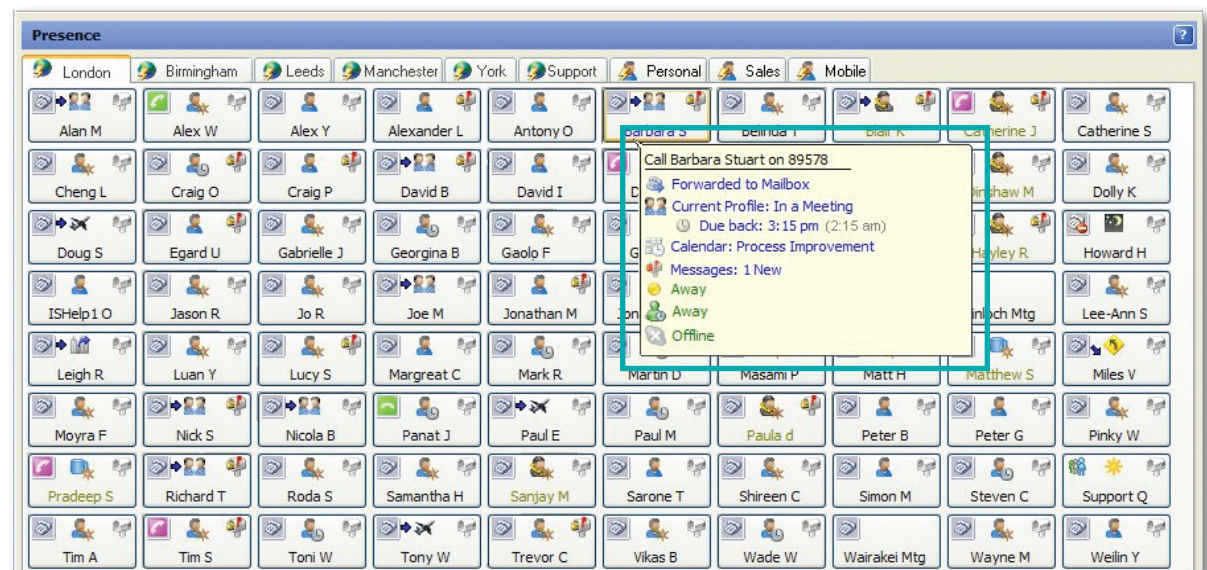 Presence
?
London Birmingham Leeds Manchester York Support Personal Sales Mobile
Alan M Alex W Alex Y Alexander L Antony O Barbara S Belinda T Blair K Catherine J Catherine S
Call Barbara Stuart on 89578
Forwarded to Mailbox
Current Profile: In a Meeting
Due back: 3:15 pm (2:15 am)
Calendar: Process Improvement
Messages: 1 New
Away
Away
Offline
Cheng L Craig O Craig P David B David I D Dinshaw M Dolly K
Doug S Egard U Gabrielle J Georgina B Gaolo F G Hayley R Howard H
ISHelp1 O Jason R Jo R Joe M Jonathan M Mtg Lee-Ann S
Leigh R Luan Y Lucy S Margreat C Mark R Martin D Masami P Matt H Matthew S Miles V
Moyra F Nick S Nicola B Panat J Paul E Paul M Paula d Peter B Peter G Pinky W
Pradeep S Richard T Roda S Samantha H Sanjay M Sarone T Shireen C Simon M Steven C Support Q
Tim A Tim S Toni W Tony W Trevor C Vikas B Wade W Wairakei Mtg Wayne M Weilin Y